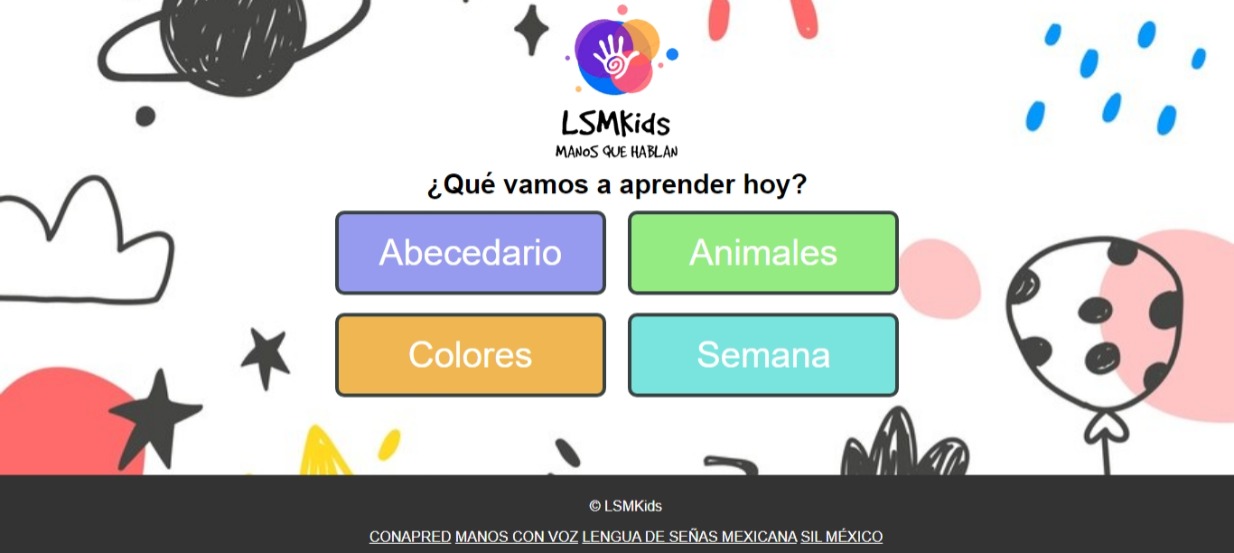 LSMKids
MANOS QUE HABLAN
¿Qué vamos a aprender hoy?
Abecedario Animales
Colores Semana
© LSMKids
CONAPRED MANOS CON VOZ LENGUA DE SEÑAS MEXICANA SIL MÉXICO